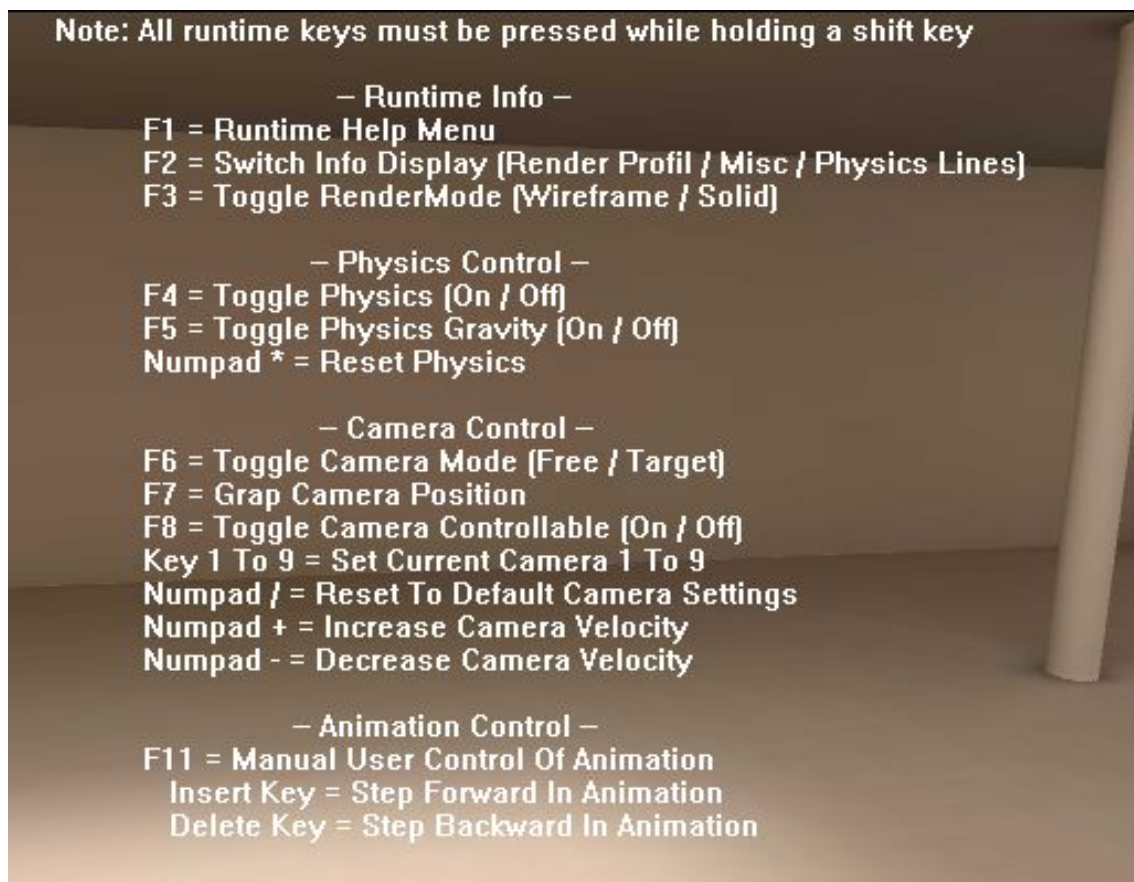 Note: All runtime keys must be pressed while holding a shift key
– Runtime Info –
F1 = Runtime Help Menu
F2 = Switch Info Display (Render Profil / Misc / Physics Lines)
F3 = Toggle RenderMode (Wireframe / Solid)
– Physics Control –
F4 = Toggle Physics (On / Off)
F5 = Toggle Physics Gravity (On / Off)
Numpad * = Reset Physics
– Camera Control –
F6 = Toggle Camera Mode (Free / Target)
F7 = Grap Camera Position
F8 = Toggle Camera Controllable (On / Off)
Key 1 To 9 = Set Current Camera 1 To 9
Numpad / = Reset To Default Camera Settings
Numpad + = Increase Camera Velocity
Numpad - = Decrease Camera Velocity
– Animation Control –
F11 = Manual User Control Of Animation
Insert Key = Step Forward In Animation
Delete Key = Step Backward In Animation